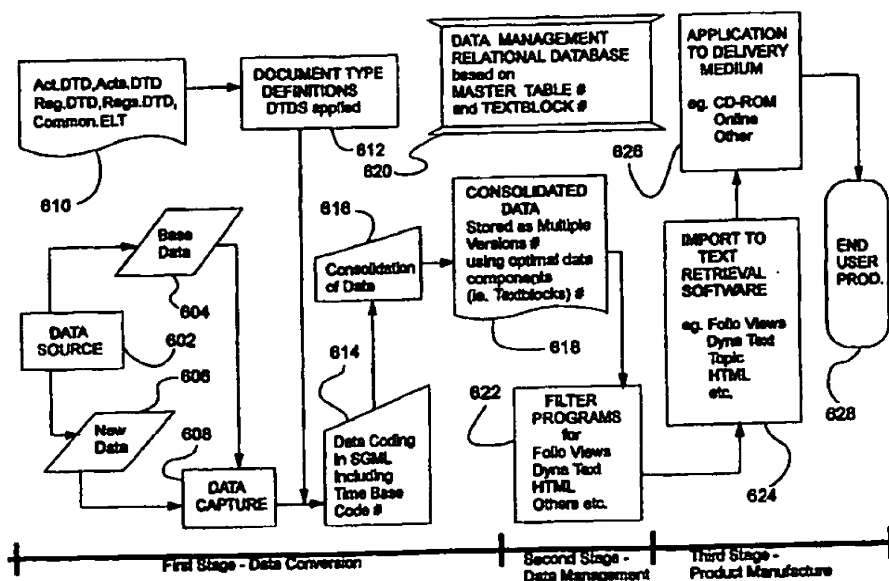 Act.DTD, Acts.DTD
Reg.DTD, Regs.DTD,
Common.ELT
610
DOCUMENT TYPE
DEFINITIONS
DTDS applied
612
DATA MANAGEMENT
RELATIONAL DATABASE
based on
MASTER TABLE #
and TEXTBLOCK #
620
APPLICATION
TO DELIVERY
MEDIUM
eg. CD-ROM
Online
Other
626
Base
Data
604
DATA
SOURCE
602
New
Data
606
DATA
CAPTURE
608
Data Coding
in SGML
Including
Time Base
Code #
614
Consolidation
of Data
616
CONSOLIDATED
DATA
Stored as Multiple
Versions #
using optimal data
components
(ie. Textblocks) #
618
FILTER
PROGRAMS
for
Folio Views
Dyna Text
HTML
Others etc.
622
IMPORT TO
TEXT
RETRIEVAL
SOFTWARE
eg. Folio Views
Dyna Text
Topic
HTML
etc.
624
END
USER
PROD.
628
First Stage - Data Conversion
Second Stage -
Data Management
Third Stage -
Product Manufacture